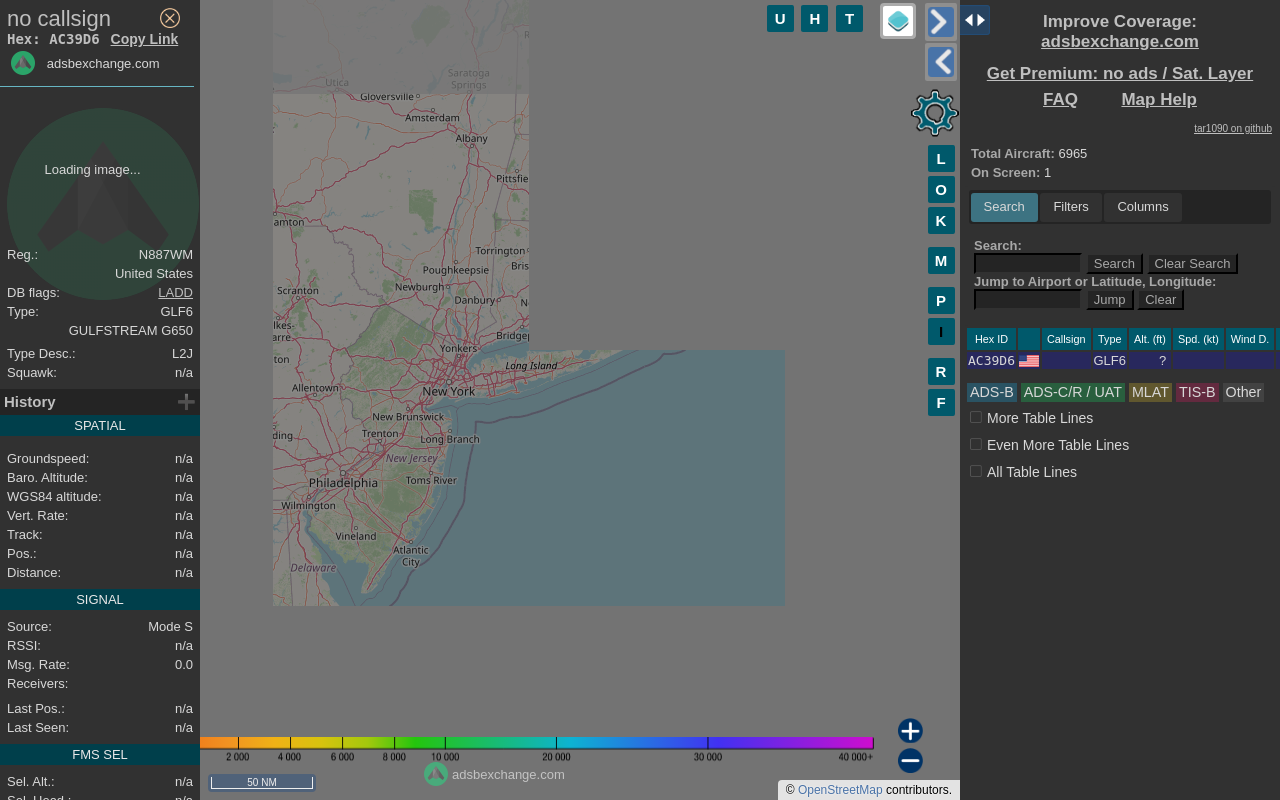 no callsign
Hex: AC39D6 Copy Link
adsbexchange.com
Loading image...
Reg.: N887WM
United States
DB flags: LADD
Type: GLF6
GULFSTREAM G650
Type Desc.: L2J
Squawk: n/a
History
SPATIAL
Groundspeed: n/a
Baro. Altitude: n/a
WGS84 altitude: n/a
Vert. Rate: n/a
Track: n/a
Pos.: n/a
Distance: n/a
SIGNAL
Source: Mode S
RSSI: n/a
Msg. Rate: 0.0
Receivers:
Last Pos.: n/a
Last Seen: n/a
FMS SEL
Sel. Alt.: n/a
Sel. Head.: n/a
U H T
Utica
Saratoga
Springs
Gloversville
Amsterdam
Albany
Pittsfie
amton
Torrington
Poughkeepsie
Bris
Newburgh
Scranton
Danbury
N
lkes-
arre
Bridgep
Yonkers
ton
Long Island
Allentown
New York
New Brunswick
ding
Trenton
Long Branch
New Jersey
Philadelphia
Toms River
Wilmington
Vineland
Atlantic
City
Delaware
L
O
K
M
P
I
R
F
2 000 4 000 6 000 8 000 10 000 20 000 30 000 40 000+
50 NM
adsbexchange.com
© OpenStreetMap contributors.
Improve Coverage:
adsbexchange.com
Get Premium: no ads / Sat. Layer
FAQ Map Help
tar1090 on github
Total Aircraft: 6965
On Screen: 1
Search Filters Columns
Search:
Search Clear Search
Jump to Airport or Latitude, Longitude:
Jump Clear
Hex ID Callsign Type Alt. (ft) Spd. (kt) Wind D.
AC39D6 GLF6 ?
ADS-B ADS-C/R / UAT MLAT TIS-B Other
More Table Lines
Even More Table Lines
All Table Lines